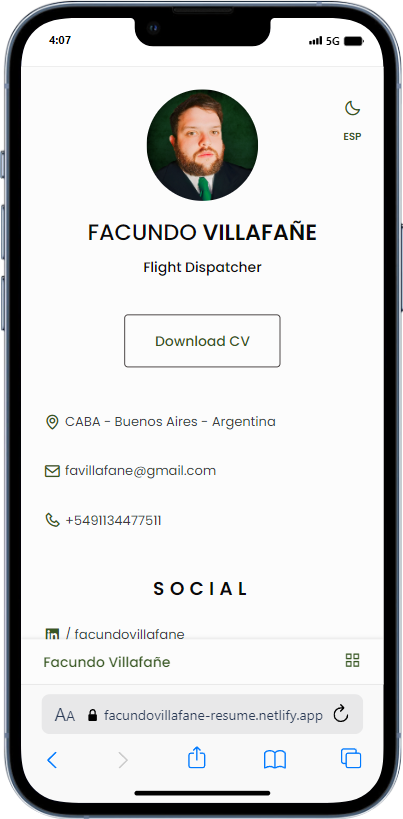 4:07
5G
ESP
FACUNDO VILLAFAÑE
Flight Dispatcher
Download CV
CABA - Buenos Aires - Argentina
favillafane@gmail.com
+5491134477511
SOCIAL
in / facundovillafane
Facundo Villafañe
AA facundovillafane-resume.netlify.app